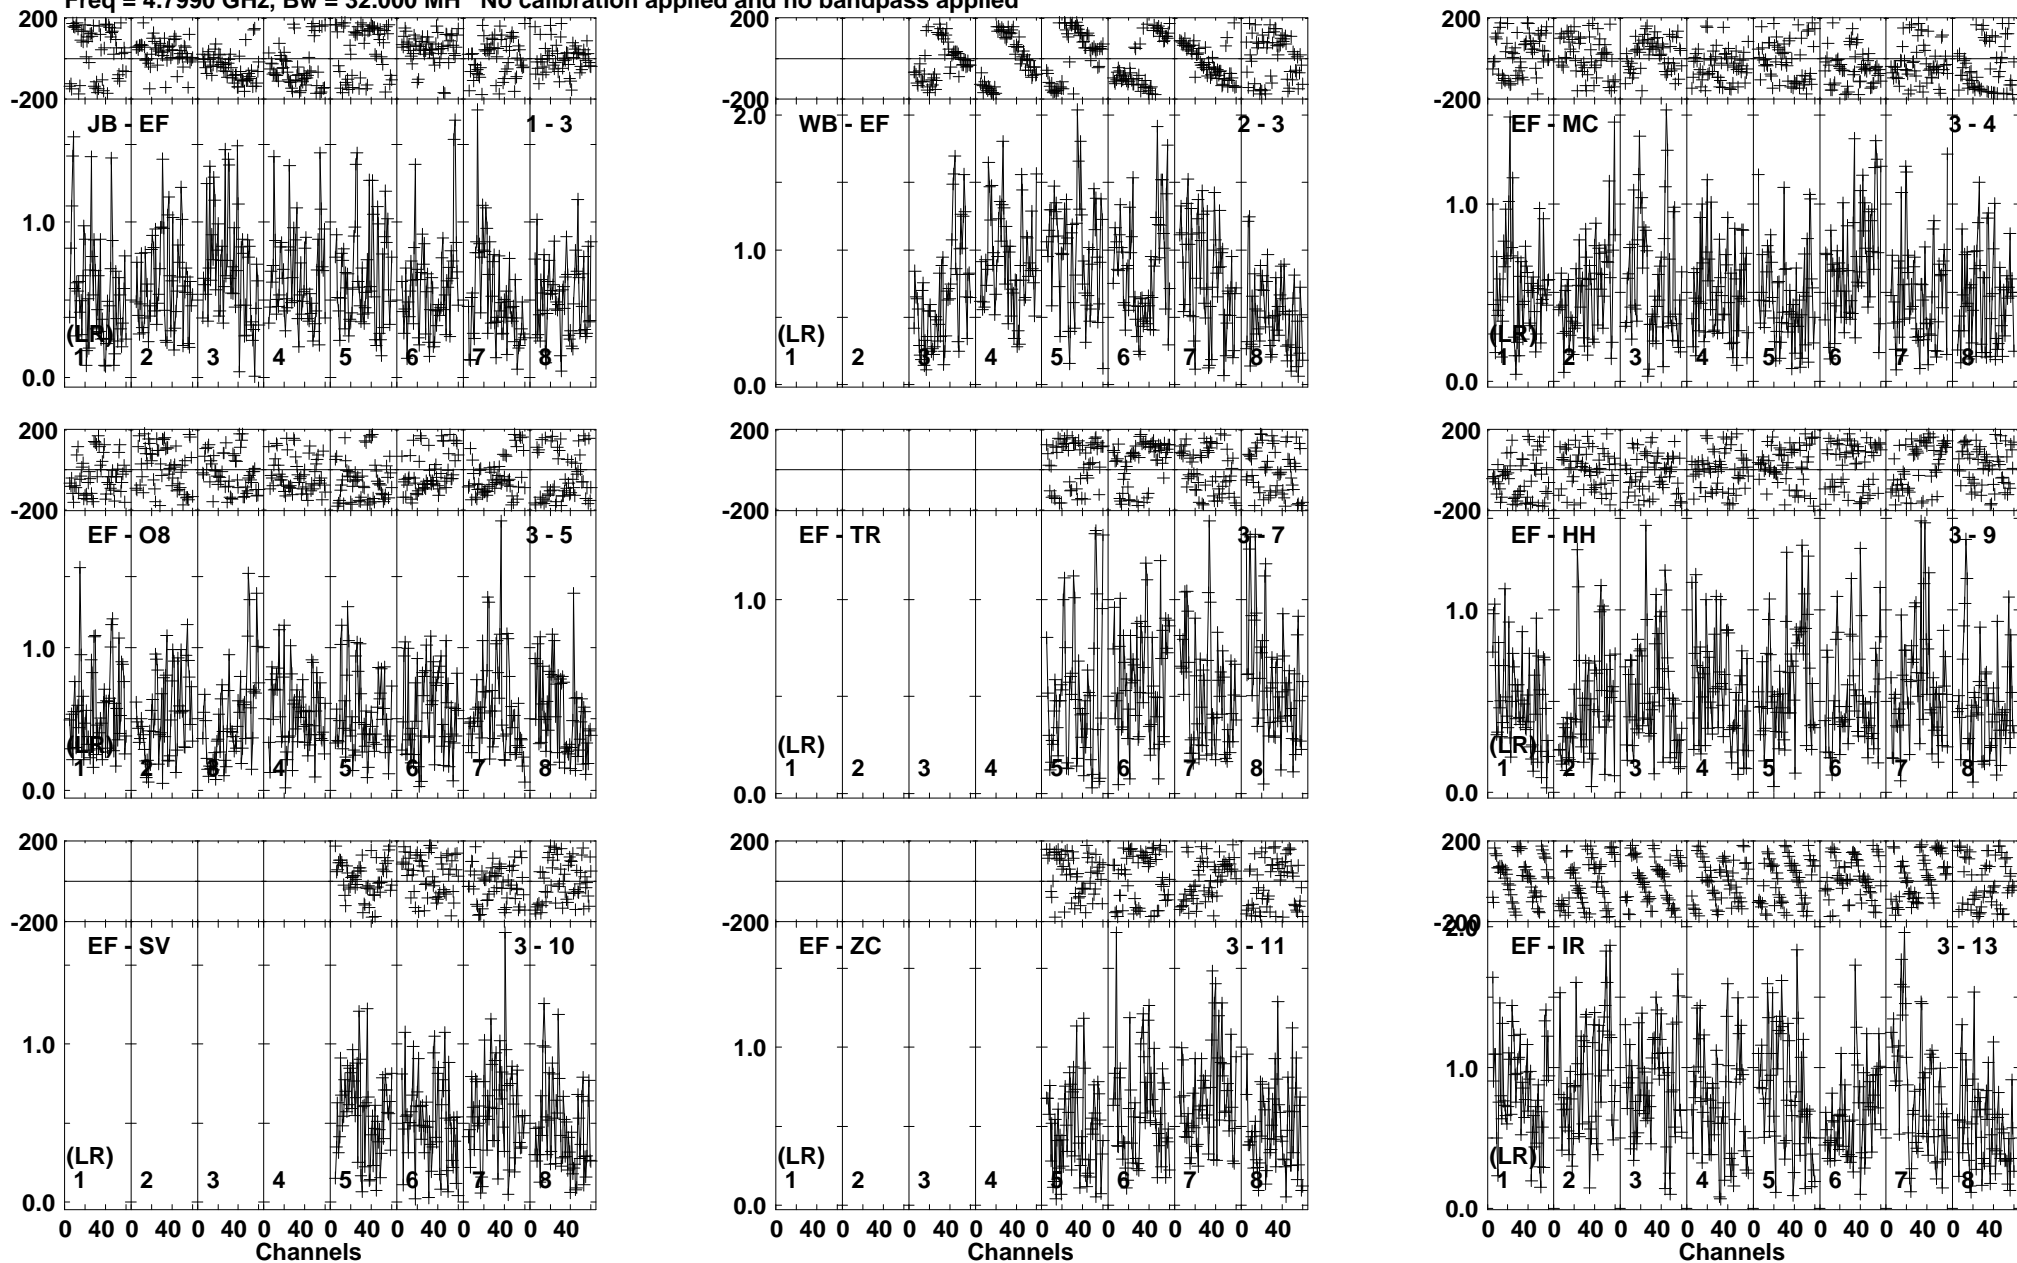 Freq = 4.7990 GHz, Bw = 32.000 MH No calibration applied and no bandpass applied
200 200 200
-200 -200 -200
JB - EF 1 - 3 2.0 WB - EF 2 - 3 EF - MC 3 - 4
1.0 1.0 1.0
(LR) (LR) (LR)
1 2 3 4 5 6 7 8 1 2 3 4 5 6 7 8 1 2 3 4 5 6 7 8
0.0 0.0 0.0
200 200 200
-200 -200 -200
EF - O8 3 - 5 EF - TR 3 - 7 EF - HH 3 - 9
1.0 1.0 1.0
(LR) (LR) (LR)
1 2 3 4 5 6 7 8 1 2 3 4 5 6 7 8 1 2 3 4 5 6 7 8
0.0 0.0 0.0
200 200 200
-200 -200 -200
2.0
EF - SV 3 - 10 EF - ZC 3 - 11 EF - IR 3 - 13
1.0 1.0 1.0
(LR) (LR) (LR)
1 2 3 4 5 6 7 8 1 2 3 4 5 6 7 8 1 2 3 4 5 6 7 8
0.0 0.0 0.0
0 40 0 40 0 40 0 40 0 40 0 40 0 40 0 40 0 40 0 40 0 40 0 40 0 40 0 40 0 40 0 40 0 40 0 40 0 40 0 40 0 40 0 40 0 40 0 40
Channels Channels Channels